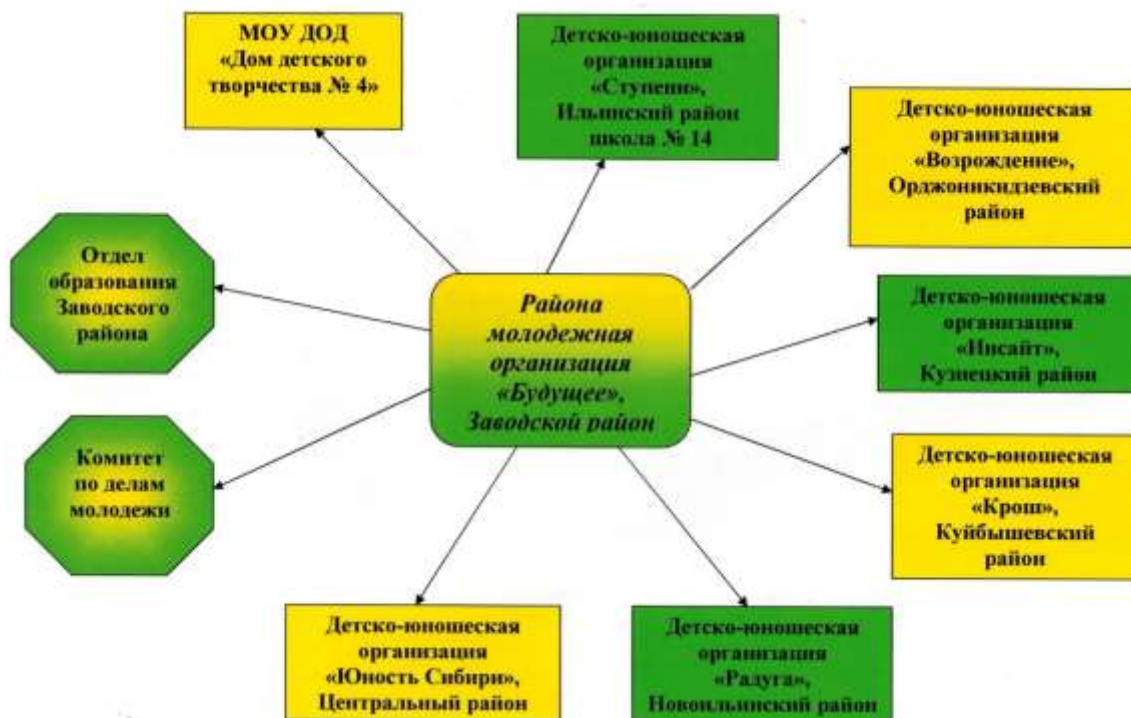 МОУ ДОД
«Дом детского
творчества № 4»
Детско-юношеская
организация
«Ступени»,
Ильинский район
школа № 14
Детско-юношеская
организация
«Возрождение»,
Орджоникидзевский
район
Отдел
образования
Заводского
района
Района
молодежная
организация
«Будущее»,
Заводской район
Детско-юношеская
организация
«Инсайт»,
Кузнецкий район
Комитет
по делам
молодежи
Детско-юношеская
организация
«Крош»,
Куйбышевский
район
Детско-юношеская
организация
«Юность Сибири»,
Центральный район
Детско-юношеская
организация
«Радуга»,
Новоильинский район